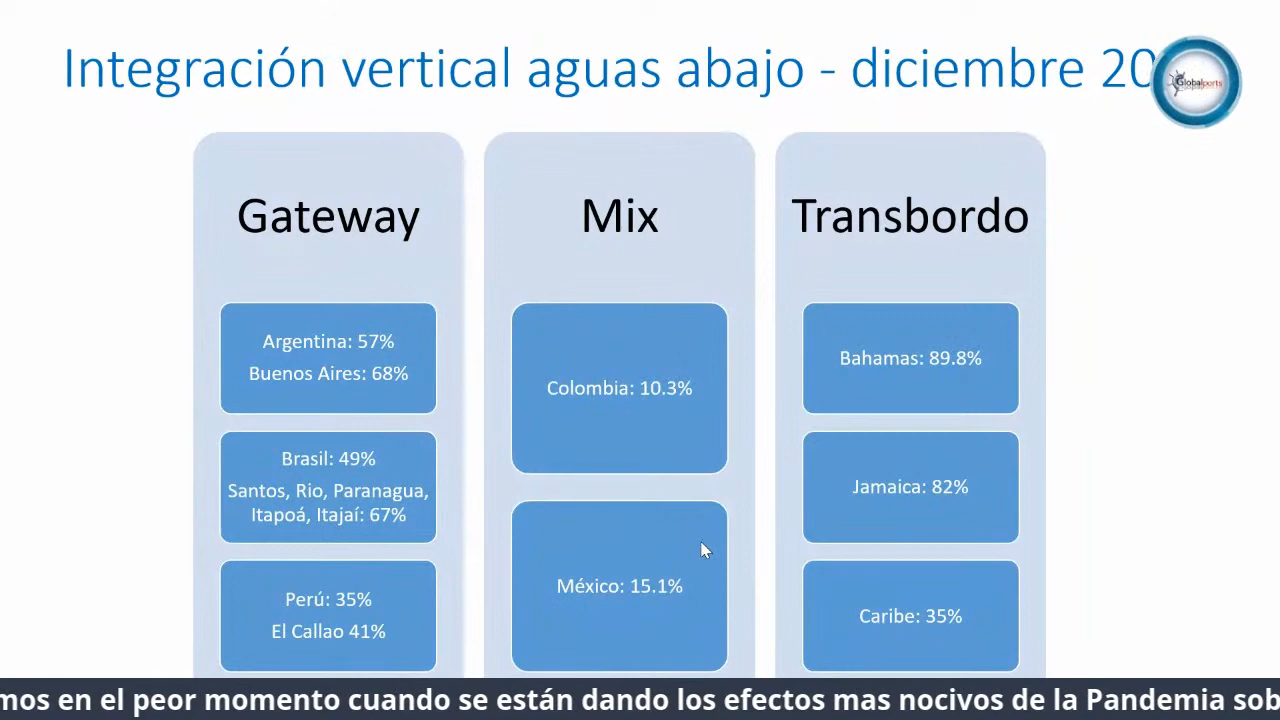 Integración vertical aguas abajo - diciembre 20
Globalports
Gateway
Argentina: 57%
Buenos Aires: 68%
Brasil: 49%
Santos, Rio, Paranagua,
Itapoá, Itajaí: 67%
Perú: 35%
El Callao 41%
Mix
Colombia: 10.3%
México: 15.1%
Transbordo
Bahamas: 89.8%
Jamaica: 82%
Caribe: 35%
mos en el peor momento cuando se están dando los efectos mas nocivos de la Pandemia sob